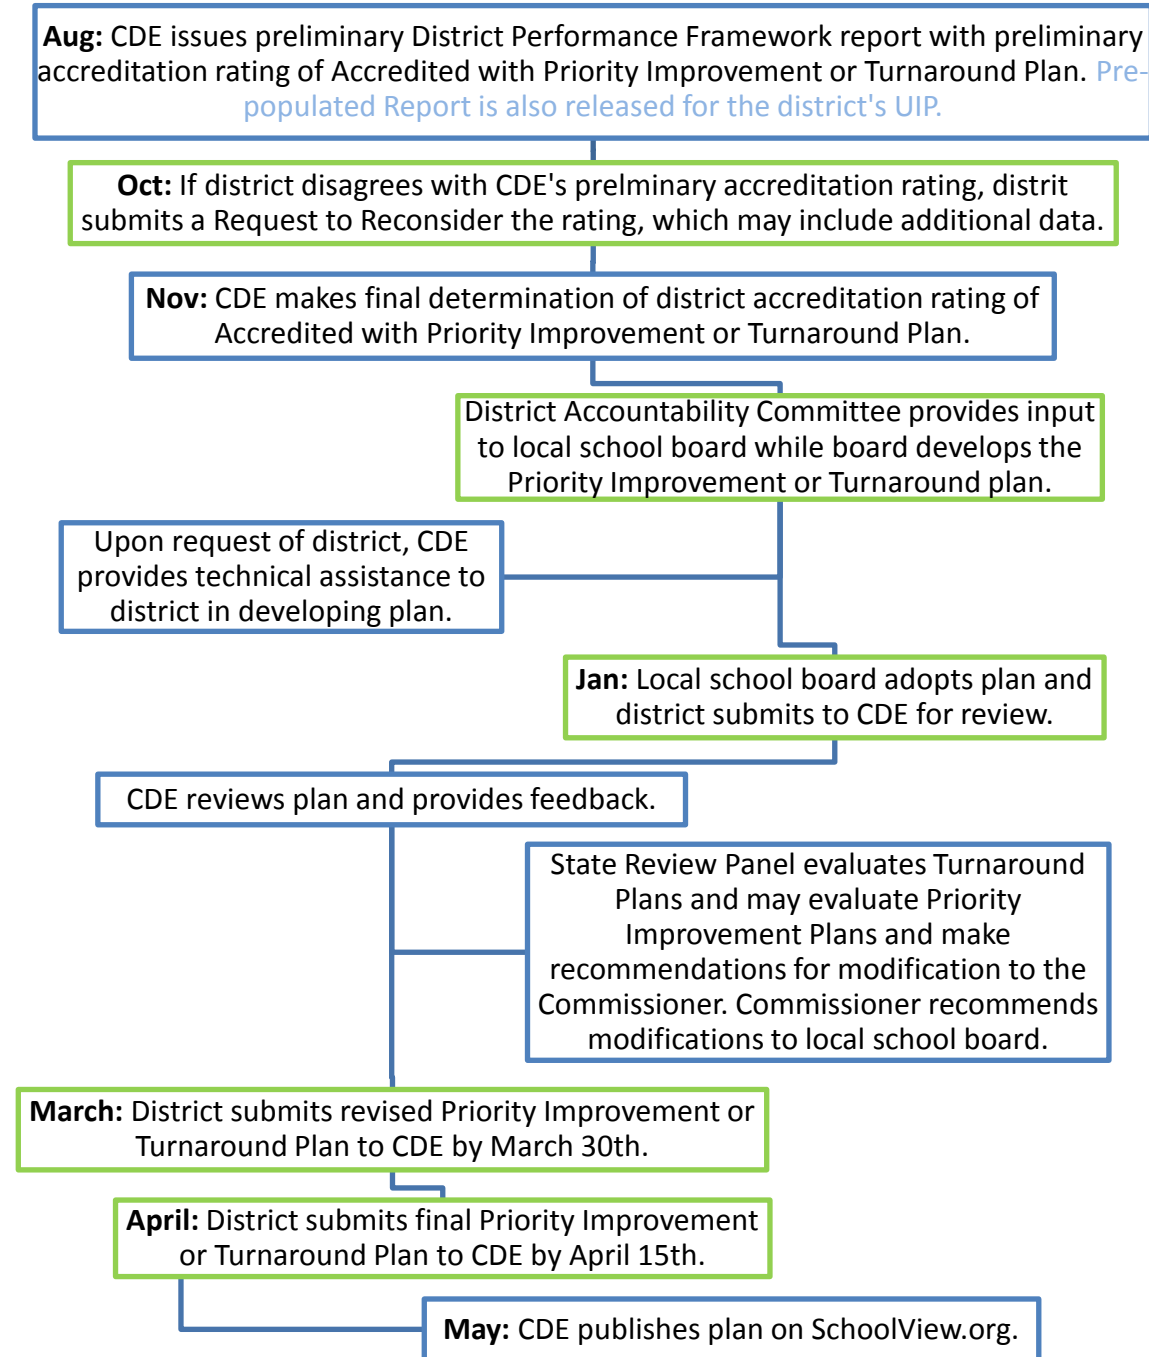 Aug: CDE issues preliminary District Performance Framework report with preliminary
accreditation rating of Accredited with Priority Improvement or Turnaround Plan. Pre-
populated Report is also released for the district's UIP.
Oct: If district disagrees with CDE's prelminary accreditation rating, distrit
submits a Request to Reconsider the rating, which may include additional data.
Nov: CDE makes final determination of district accreditation rating of
Accredited with Priority Improvement or Turnaround Plan.
District Accountability Committee provides input
to local school board while board develops the
Priority Improvement or Turnaround plan.
Upon request of district, CDE
provides technical assistance to
district in developing plan.
Jan: Local school board adopts plan and
district submits to CDE for review.
CDE reviews plan and provides feedback.
State Review Panel evaluates Turnaround
Plans and may evaluate Priority
Improvement Plans and make
recommendations for modification to the
Commissioner. Commissioner recommends
modifications to local school board.
March: District submits revised Priority Improvement or
Turnaround Plan to CDE by March 30th.
April: District submits final Priority Improvement
or Turnaround Plan to CDE by April 15th.
May: CDE publishes plan on SchoolView.org.